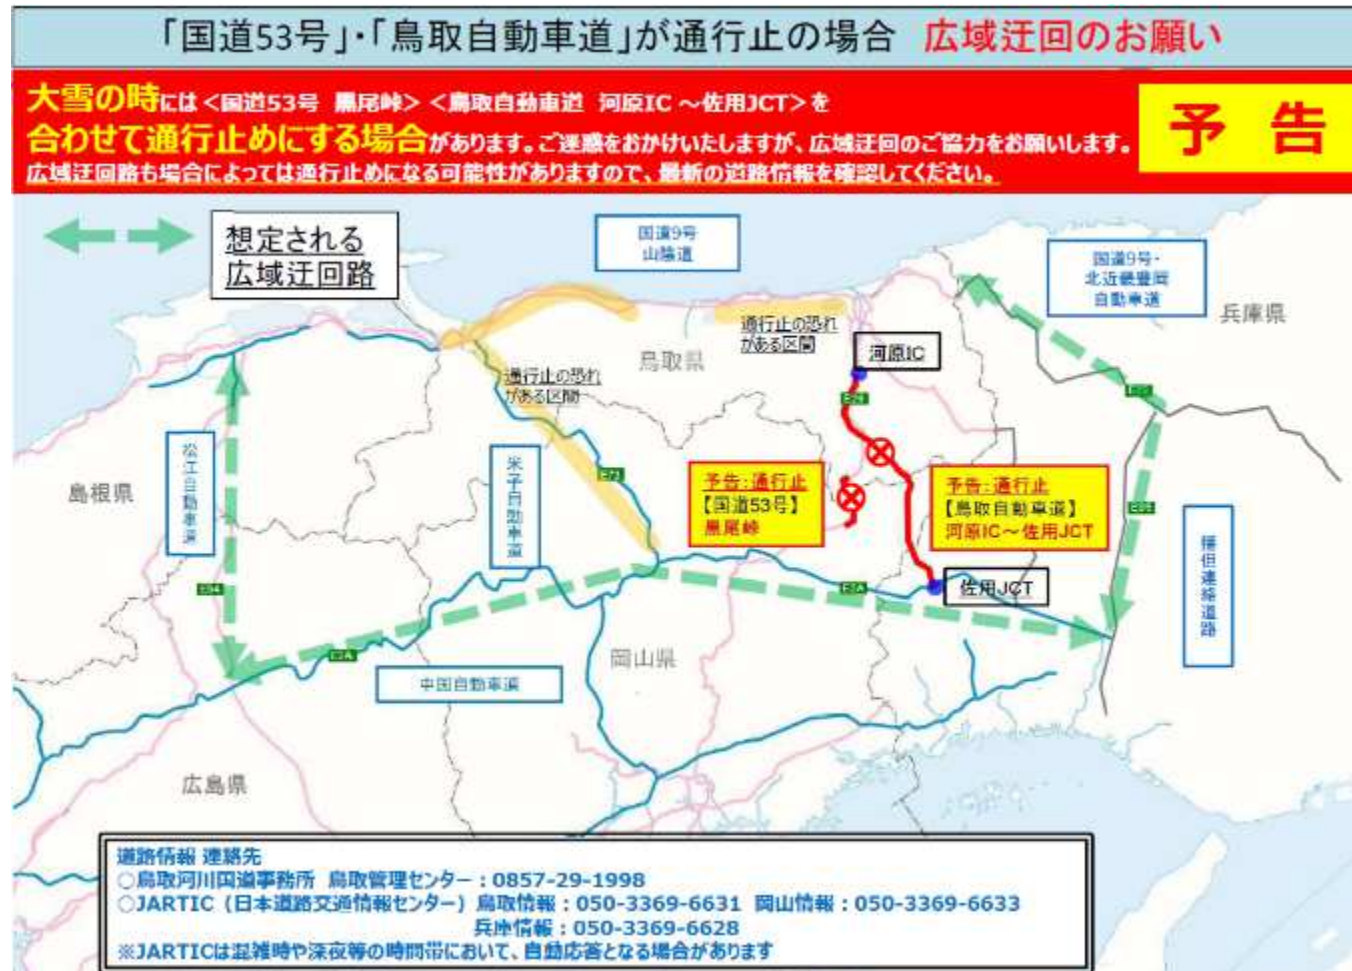 「国道53号」・「鳥取自動車道」が通行止の場合 広域迂回のお願い
大雪の時には<国道53号 黒尾峠><鳥取自動車道 河原IC ～佐用JCT>を
合わせて通行止めにする場合があります。ご迷惑をおかけいたしますが、広域迂回のご協力をお願いします。
広域迂回路も場合によっては通行止めになる可能性がありますので、最新の道路情報を確認してください。
予 告
想定される
広域迂回路
国道9号
山陰道
国道9号・
北近畿豊岡
自動車道
兵庫県
通行止の恐れ
がある区間
鳥取県
河原IC
通行止の恐れ
がある区間
E29
松江自動車道
米子自動車道
島根県
E73
予告:通行止
【国道53号】
黒尾峠
予告:通行止
【鳥取自動車道】
河原IC～佐用JCT
播但連絡道路
E54
E2A
佐用JCT
E2A
岡山県
中国自動車道
広島県
道路情報 連絡先
○鳥取河川国道事務所 鳥取管理センター：0857-29-1998
○JARTIC（日本道路交通情報センター）鳥取情報：050-3369-6631 岡山情報：050-3369-6633
兵庫情報：050-3369-6628
※JARTICは混雑時や深夜等の時間帯において、自動応答となる場合があります